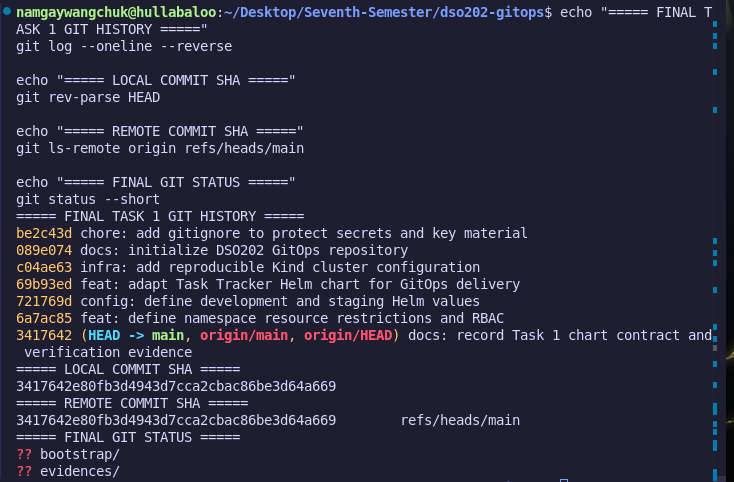 namgaywangchuk@hullabaloo:~/Desktop/Seventh-Semester/dso202-gitops$ echo "===== FINAL T
ASK 1 GIT HISTORY ====="
git log --oneline --reverse
echo "===== LOCAL COMMIT SHA ====="
git rev-parse HEAD
echo "===== REMOTE COMMIT SHA ====="
git ls-remote origin refs/heads/main
echo "===== FINAL GIT STATUS ====="
git status --short
===== FINAL TASK 1 GIT HISTORY =====
be2c43d chore: add gitignore to protect secrets and key material
089e074 docs: initialize DSO202 GitOps repository
c04ae63 infra: add reproducible Kind cluster configuration
69b93ed feat: adapt Task Tracker Helm chart for GitOps delivery
721769d config: define development and staging Helm values
6a7ac85 feat: define namespace resource restrictions and RBAC
3417642 (HEAD -> main, origin/main, origin/HEAD) docs: record Task 1 chart contract and
 verification evidence
===== LOCAL COMMIT SHA =====
3417642e80fb3d4943d7cca2cbac86be3d64a669
===== REMOTE COMMIT SHA =====
3417642e80fb3d4943d7cca2cbac86be3d64a669	refs/heads/main
===== FINAL GIT STATUS =====
?? bootstrap/
?? evidences/